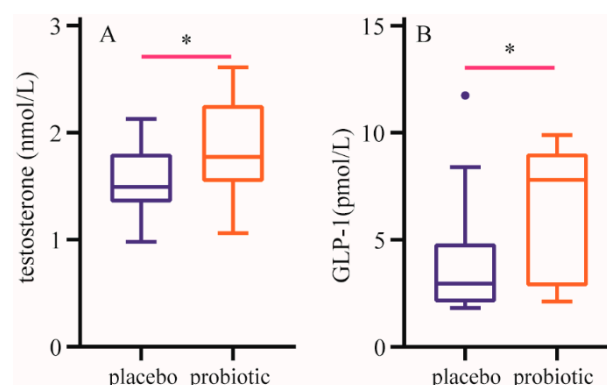 A
*
testosterone (nmol/L)
3
2
1
0
placebo probiotic
B
*
GLP-1(pmol/L)
15
10
5
0
placebo probiotic